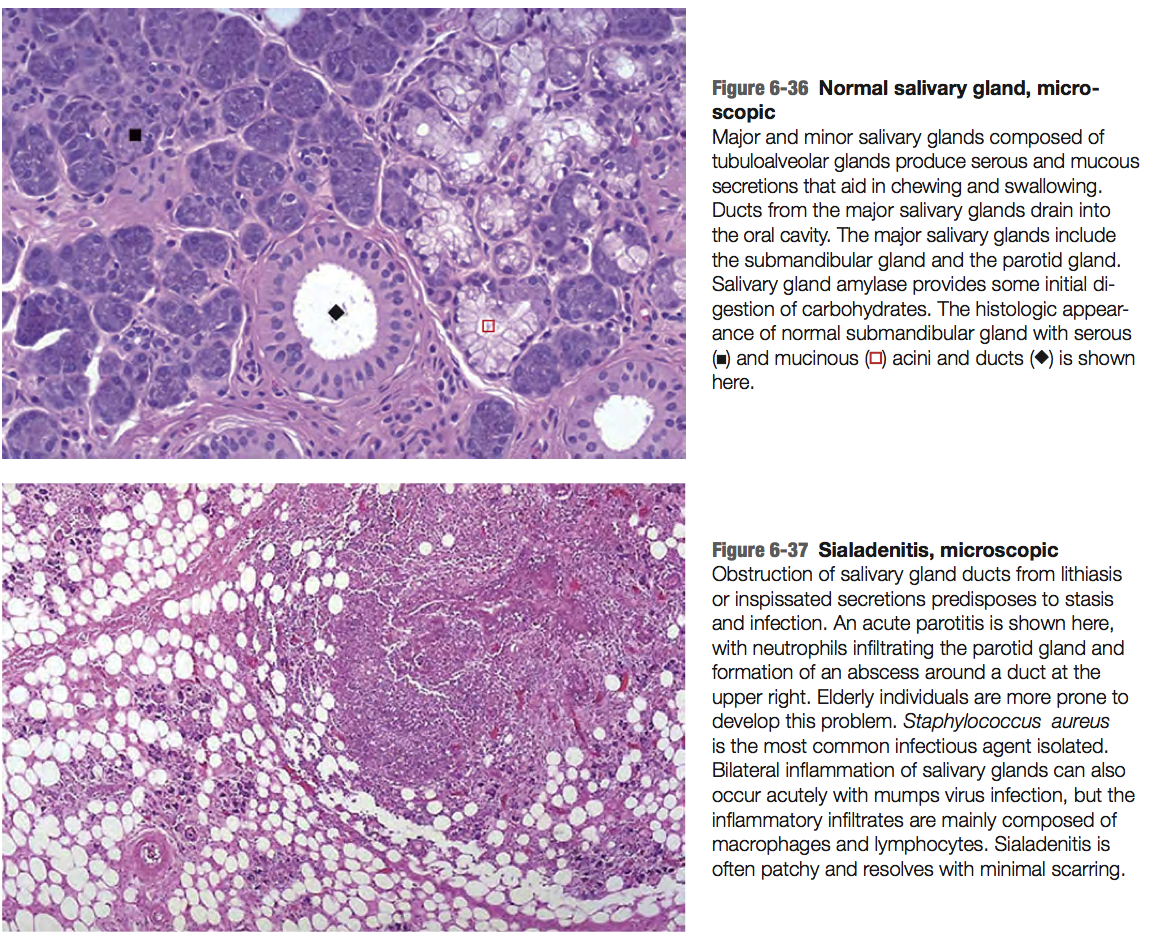 Figure 6-36 Normal salivary gland, micro-
scopic
Major and minor salivary glands composed of
tubuloalveolar glands produce serous and mucous
secretions that aid in chewing and swallowing.
Ducts from the major salivary glands drain into
the oral cavity. The major salivary glands include
the submandibular gland and the parotid gland.
Salivary gland amylase provides some initial di-
gestion of carbohydrates. The histologic appear-
ance of normal submandibular gland with serous
(■) and mucinous (□) acini and ducts (◆) is shown
here.
Figure 6-37 Sialadenitis, microscopic
Obstruction of salivary gland ducts from lithiasis
or inspissated secretions predisposes to stasis
and infection. An acute parotitis is shown here,
with neutrophils infiltrating the parotid gland and
formation of an abscess around a duct at the
upper right. Elderly individuals are more prone to
develop this problem. Staphylococcus aureus
is the most common infectious agent isolated.
Bilateral inflammation of salivary glands can also
occur acutely with mumps virus infection, but the
inflammatory infiltrates are mainly composed of
macrophages and lymphocytes. Sialadenitis is
often patchy and resolves with minimal scarring.